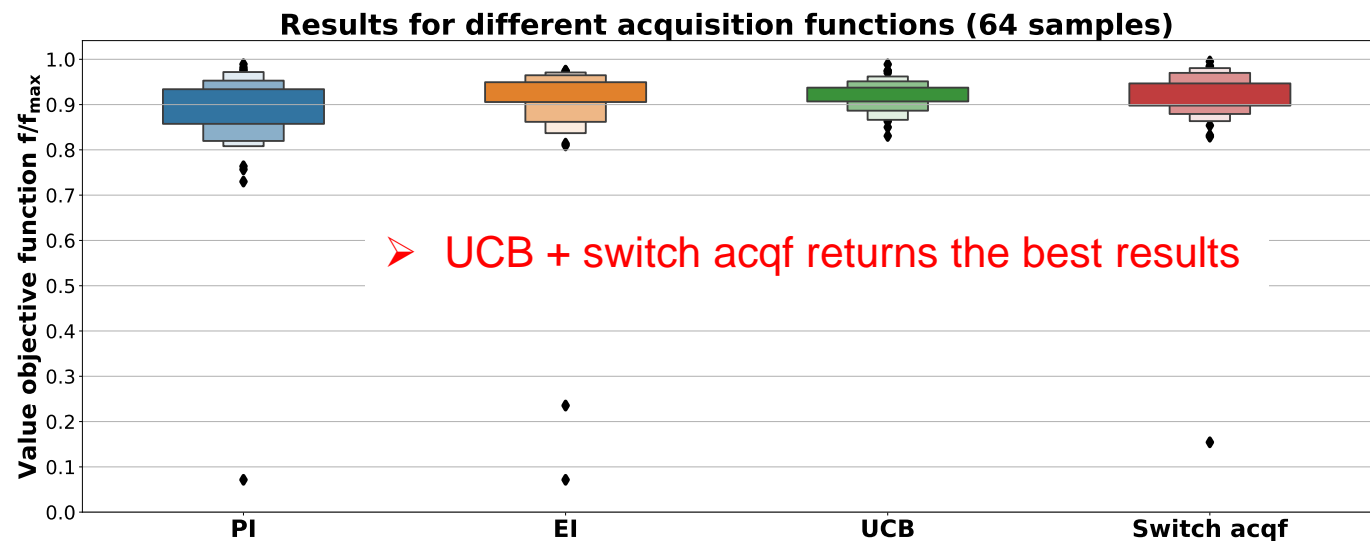 Results for different acquisition functions (64 samples)
Value objective function f/fmax
1.0
0.9
0.8
0.7
0.6
0.5
0.4
0.3
0.2
0.1
0.0
➢ UCB + switch acqf returns the best results
PI EI UCB Switch acqf